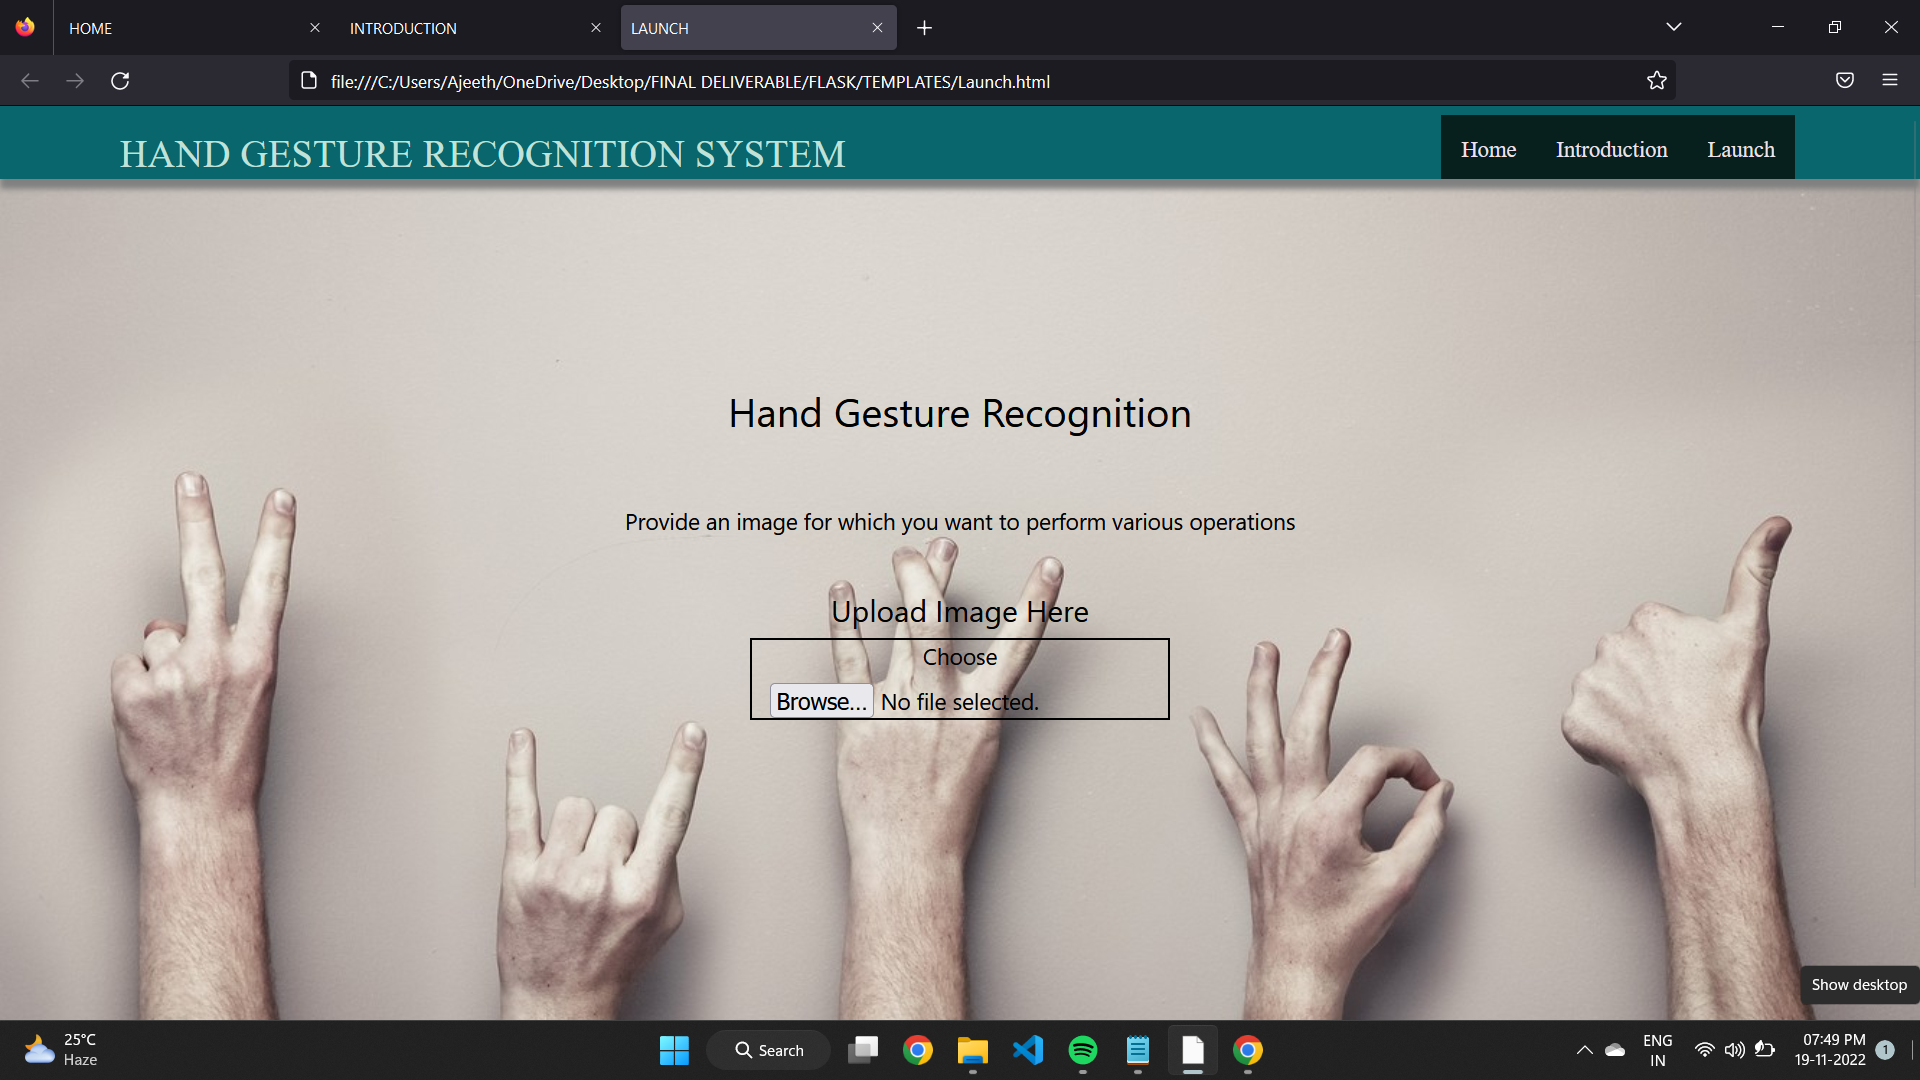 HOME
INTRODUCTION
LAUNCH
file:///C:/Users/Ajeeth/OneDrive/Desktop/FINAL DELIVERABLE/FLASK/TEMPLATES/Launch.html
HAND GESTURE RECOGNITION SYSTEM
Home
Introduction
Launch
Hand Gesture Recognition
Provide an image for which you want to perform various operations
Upload Image Here
Choose
Browse...
No file selected.
Show desktop
25°C
Haze
Search
ENG
IN
07:49 PM
19-11-2022
1